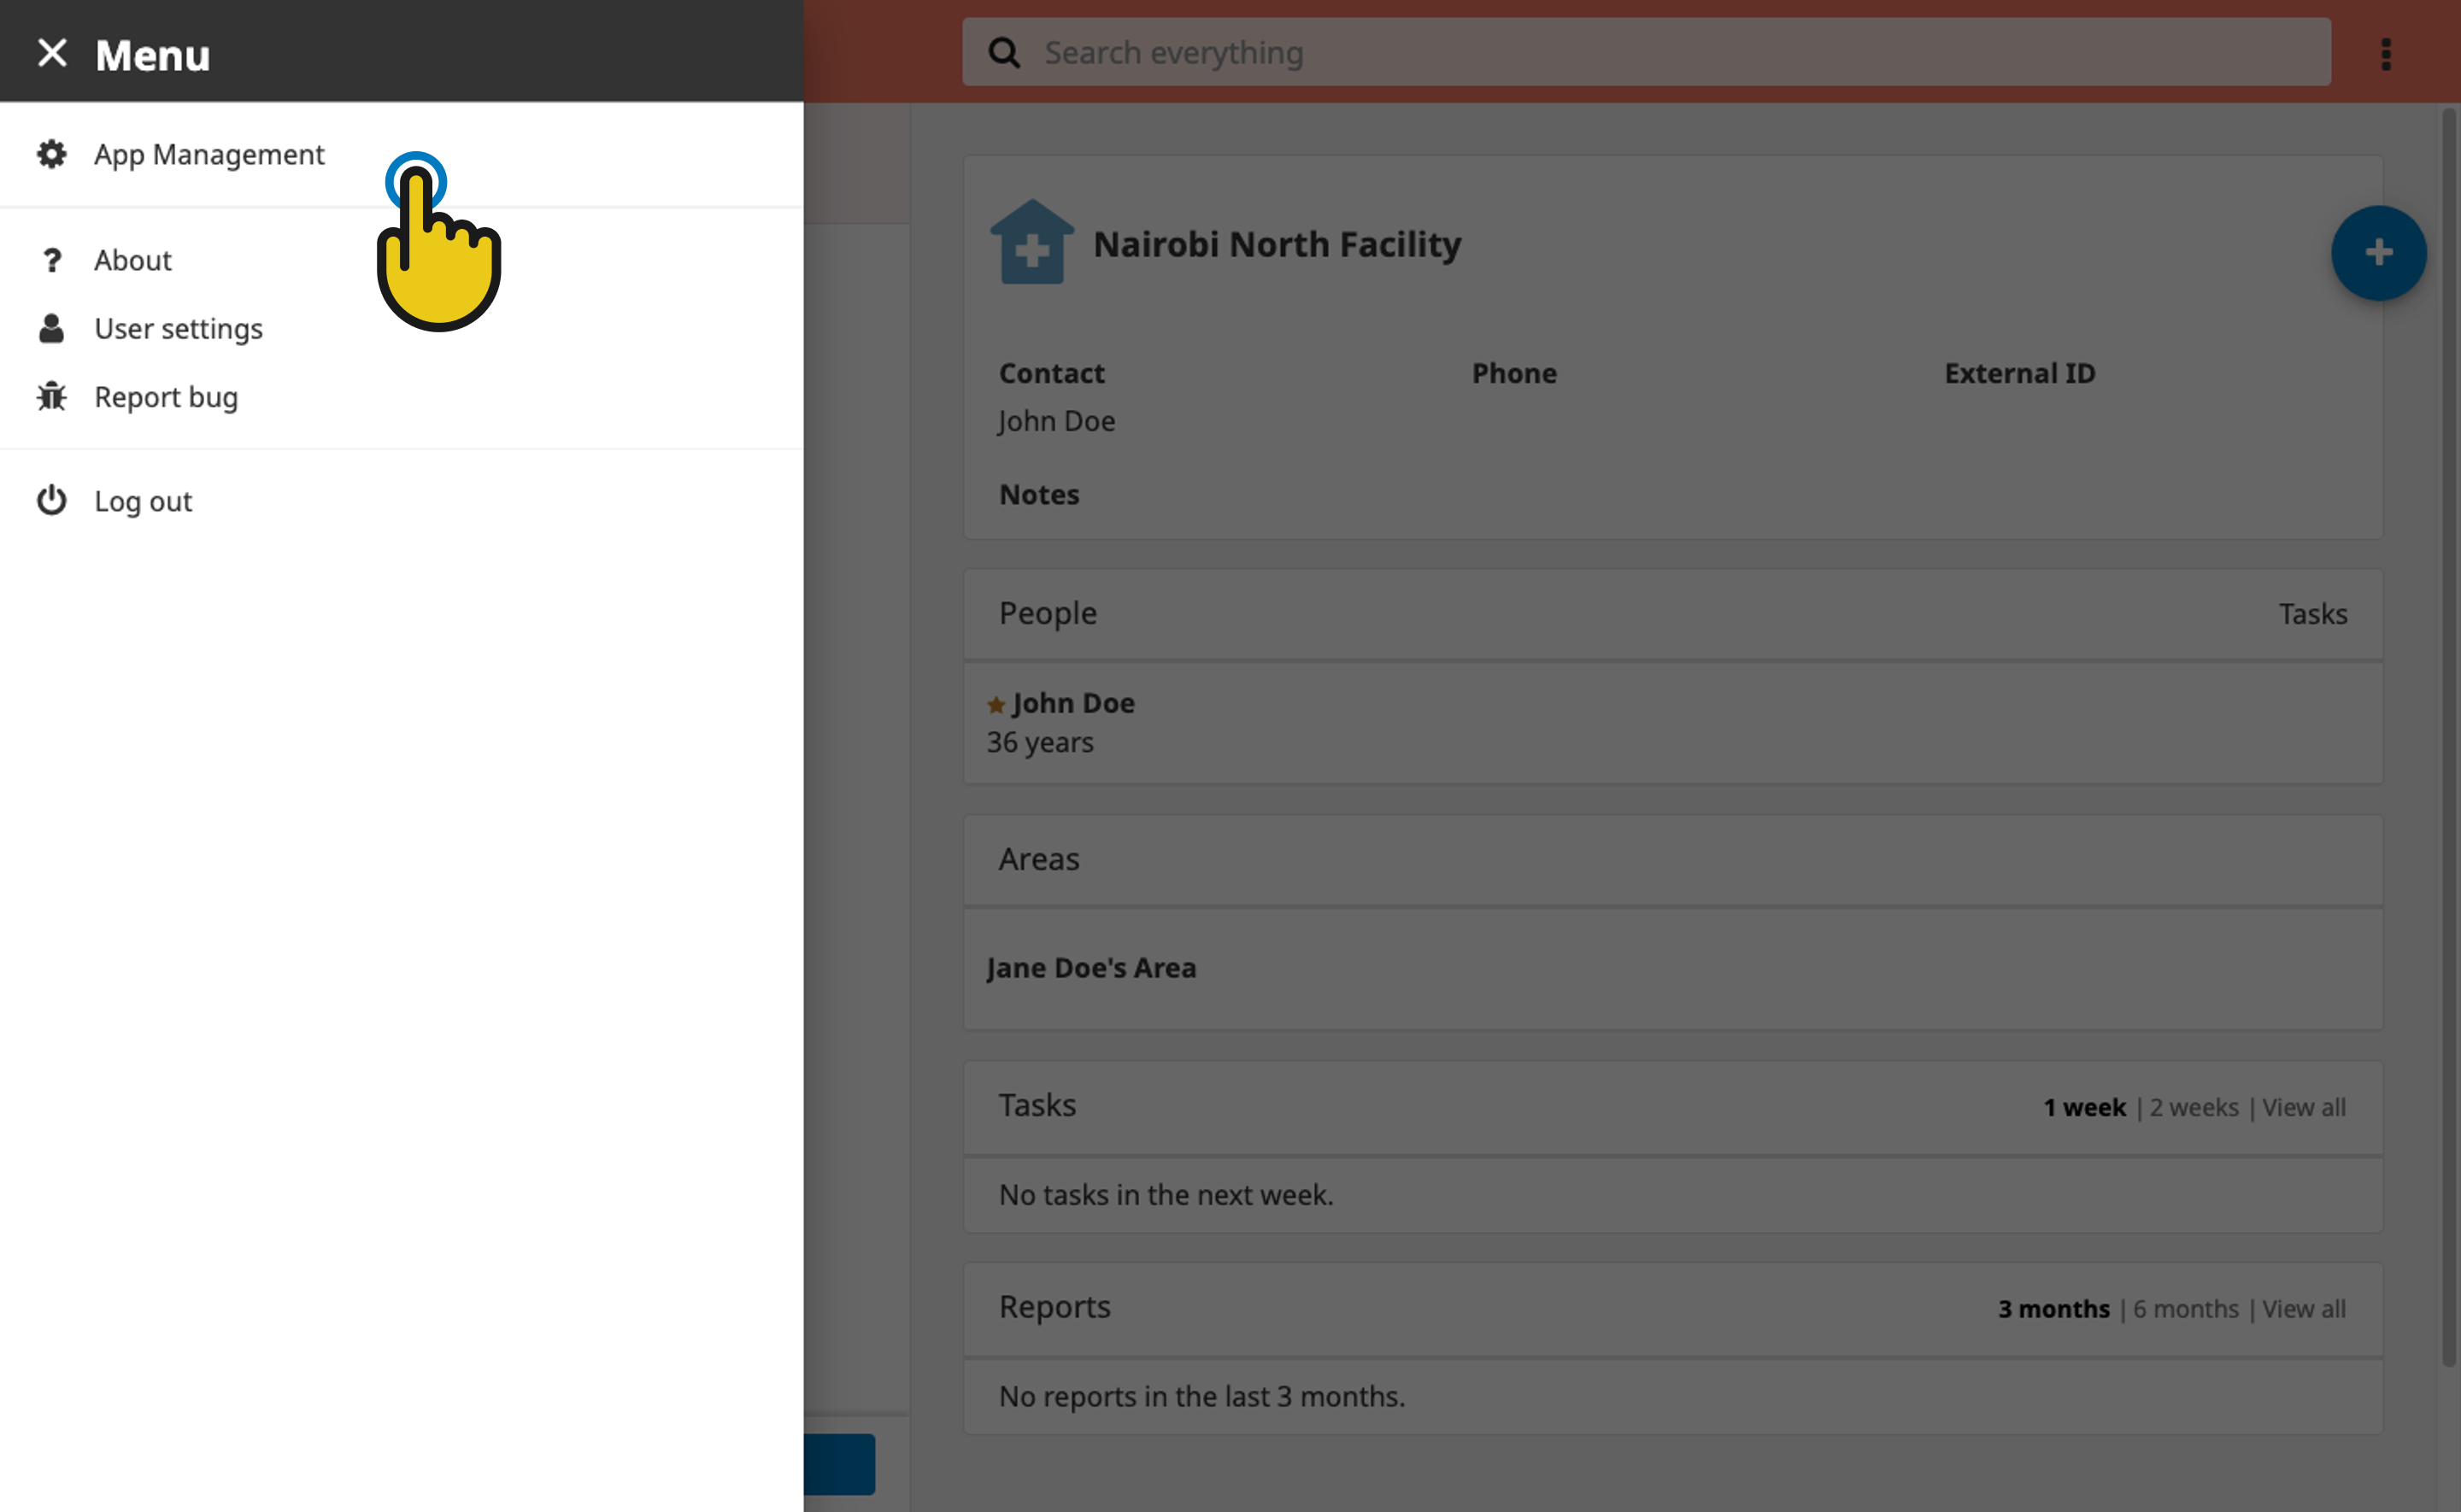 Menu
App Management
About
User settings
Report bug
Log out
Search everything
Nairobi North Facility
Contact Phone External ID
John Doe
Notes
People Tasks
John Doe
36 years
Areas
Jane Doe's Area
Tasks 1 week | 2 weeks | View all
No tasks in the next week.
Reports 3 months | 6 months | View all
No reports in the last 3 months.